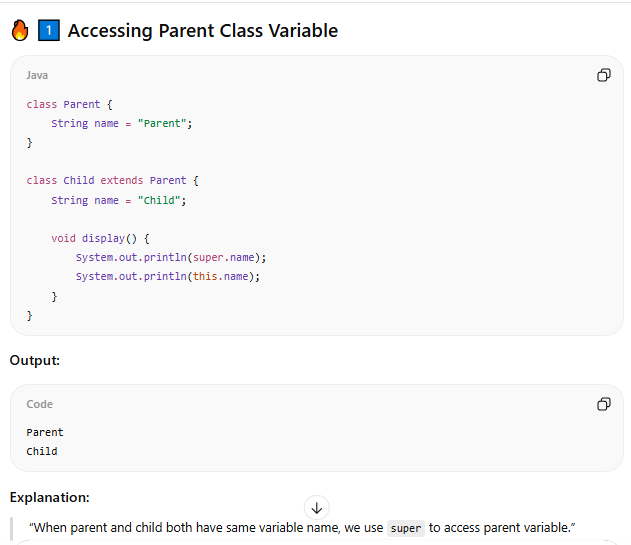 🔥 1 Accessing Parent Class Variable
Java
class Parent {
    String name = "Parent";
}
class Child extends Parent {
    String name = "Child";
    void display() {
        System.out.println(super.name);
        System.out.println(this.name);
    }
}
Output:
Code
Parent
Child
Explanation:
“When parent and child both have same variable name, we use super to access parent variable.”